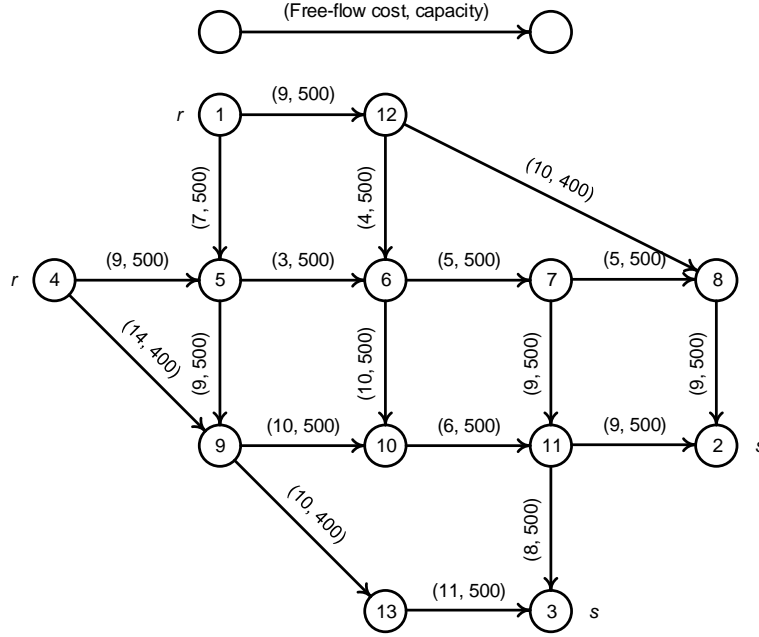 (Free-flow cost, capacity)
(9, 500)
r 1 12
(7, 500) (4, 500) (10, 400)
(9, 500) (3, 500) (5, 500) (5, 500)
r 4 5 6 7 8
(14, 400) (9, 500) (10, 500) (9, 500) (9, 500)
(10, 500) (6, 500) (9, 500)
9 10 11 2 s
(10, 400) (8, 500)
(11, 500)
13 3 s